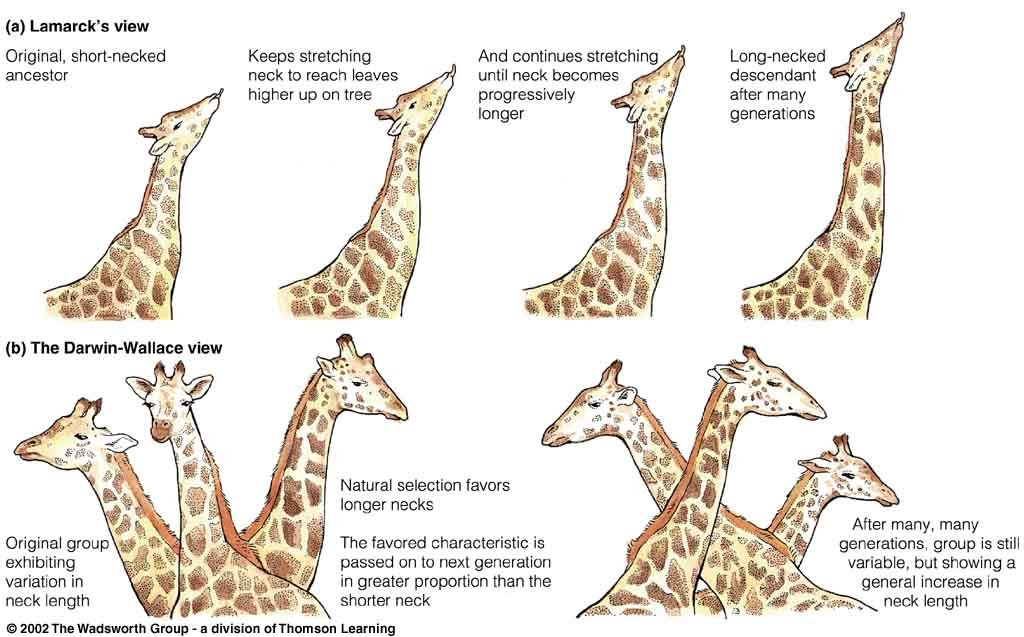 (a) Lamarck's view
Original, short-necked
ancestor
Keeps stretching
neck to reach leaves
higher up on tree
And continues stretching
until neck becomes
progressively
longer
Long-necked
descendant
after many
generations
(b) The Darwin-Wallace view
Original group
exhibiting
variation in
neck length
Natural selection favors
longer necks
The favored characteristic is
passed on to next generation
in greater proportion than the
shorter neck
After many, many
generations, group is still
variable, but showing a
general increase in
neck length
© 2002 The Wadsworth Group - a division of Thomson Learning